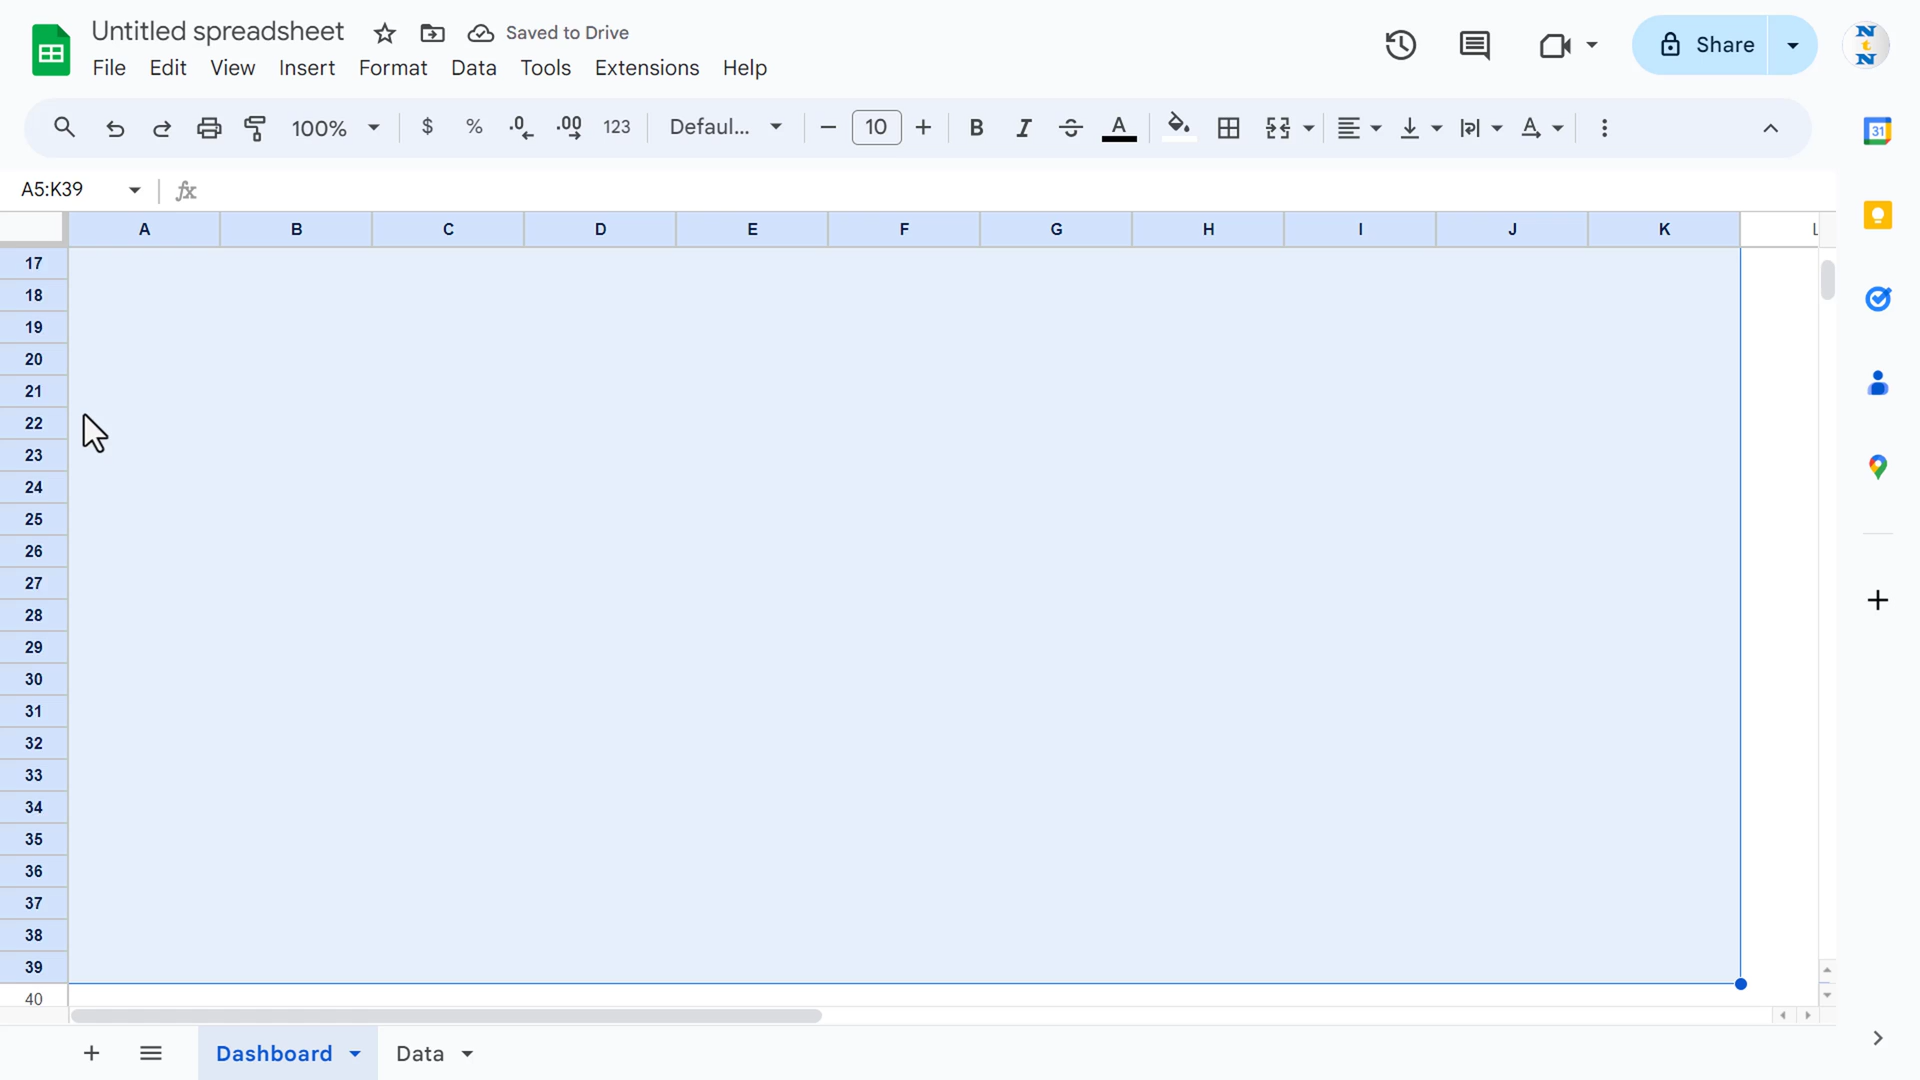 Untitled spreadsheet Saved to Drive
File Edit View Insert Format Data Tools Extensions Help
Share
N
t
N
100% $ % .0 .00 123 Defaul... 10 B I A
31
A5:K39 fx
A B C D E F G H I J K L
17
18
19
20
21
22
23
24
25
26
27
28
29
30
31
32
33
34
35
36
37
38
39
40
Dashboard Data